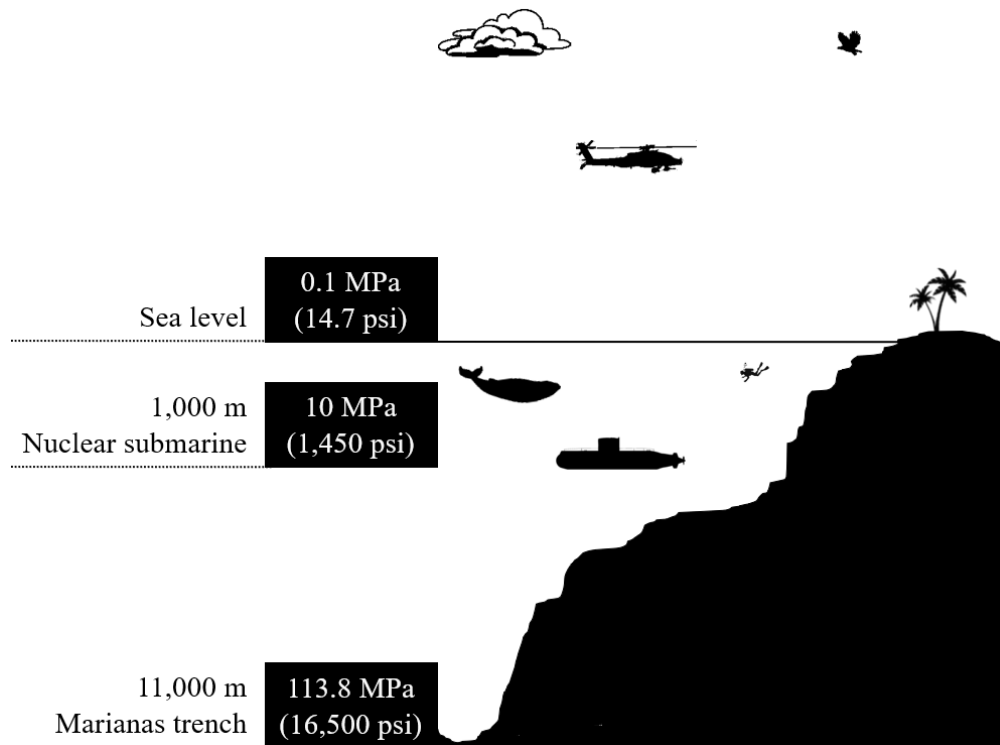 0.1 MPa
Sea level (14.7 psi)
1,000 m 10 MPa
Nuclear submarine (1,450 psi)
11,000 m 113.8 MPa
Marianas trench (16,500 psi)